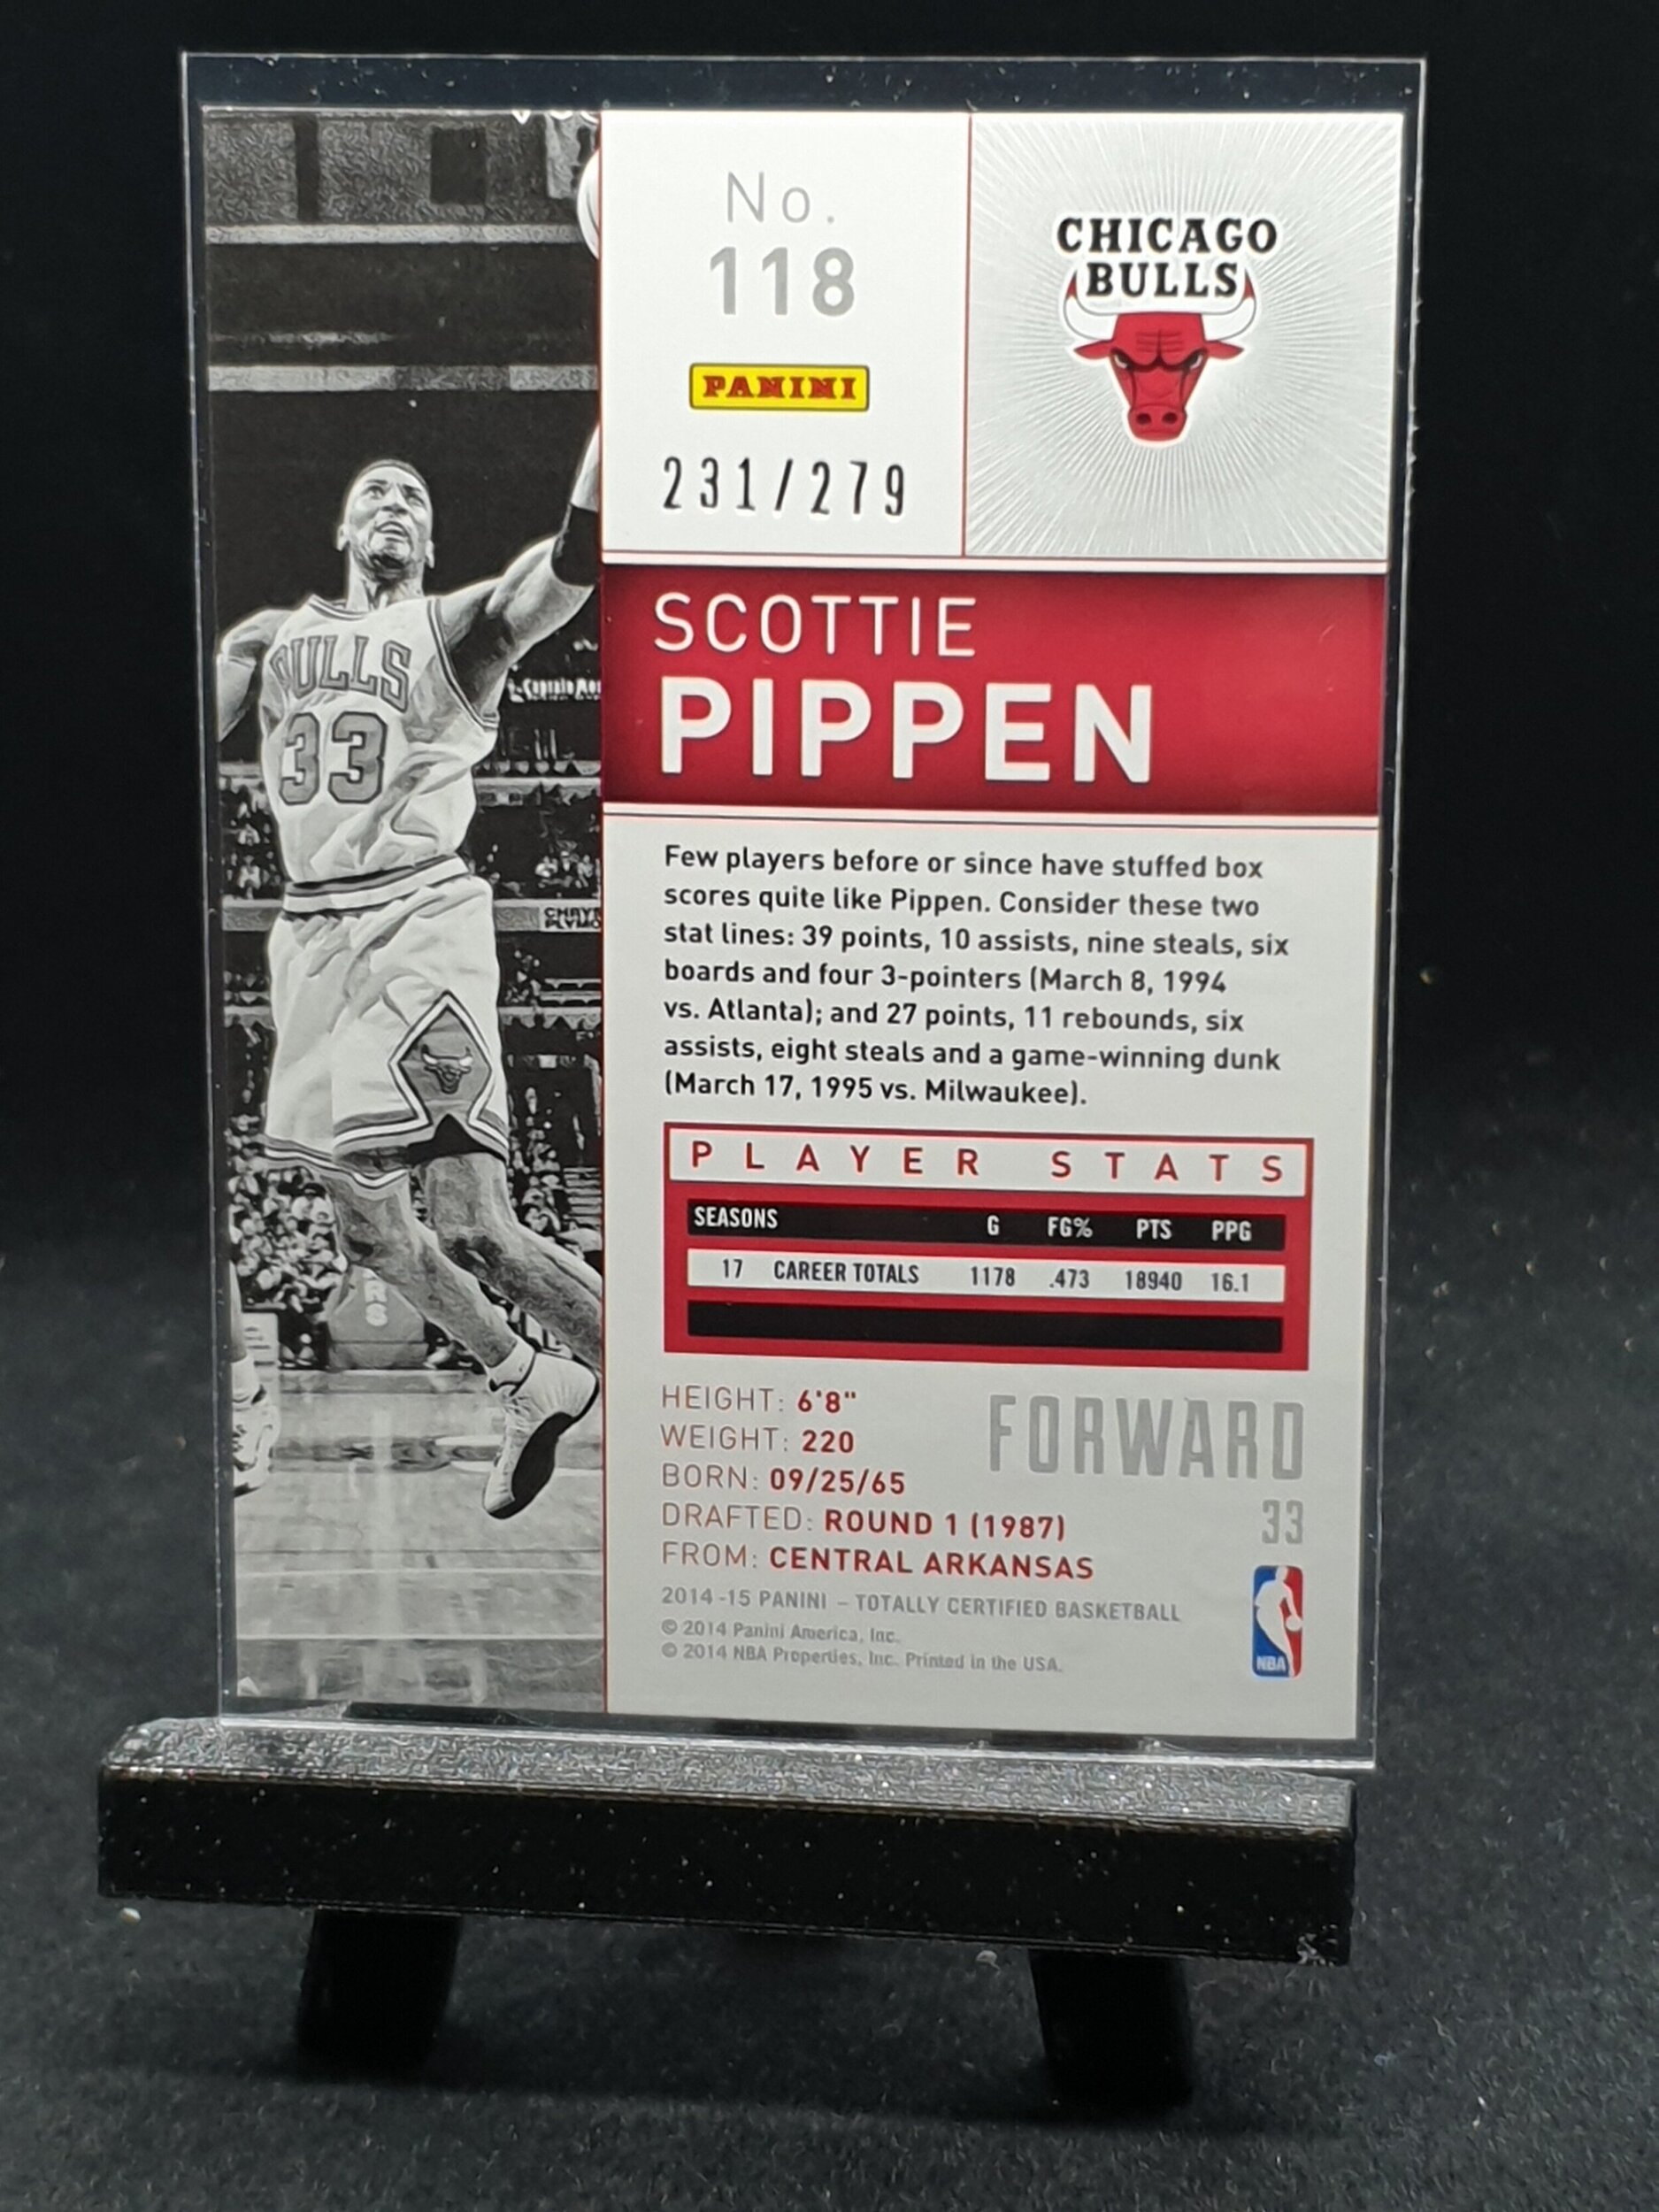 No.
118
PANINI
231/279
CHICAGO
BULLS
SCOTTIE
PIPPEN
BULLS
33
Few players before or since have stuffed box
scores quite like Pippen. Consider these two
stat lines: 39 points, 10 assists, nine steals, six
boards and four 3-pointers (March 8, 1994
vs. Atlanta); and 27 points, 11 rebounds, six
assists, eight steals and a game-winning dunk
(March 17, 1995 vs. Milwaukee).
PLAYER STATS
SEASONS G FG% PTS PPG
17 CAREER TOTALS 1178 .473 18940 16.1
HEIGHT: 6'8"
WEIGHT: 220
BORN: 09/25/65
DRAFTED: ROUND 1 (1987)
FROM: CENTRAL ARKANSAS
FORWARD
33
2014-15 PANINI – TOTALLY CERTIFIED BASKETBALL
© 2014 Panini America, Inc.
© 2014 NBA Properties, Inc. Printed in the USA.
NBA